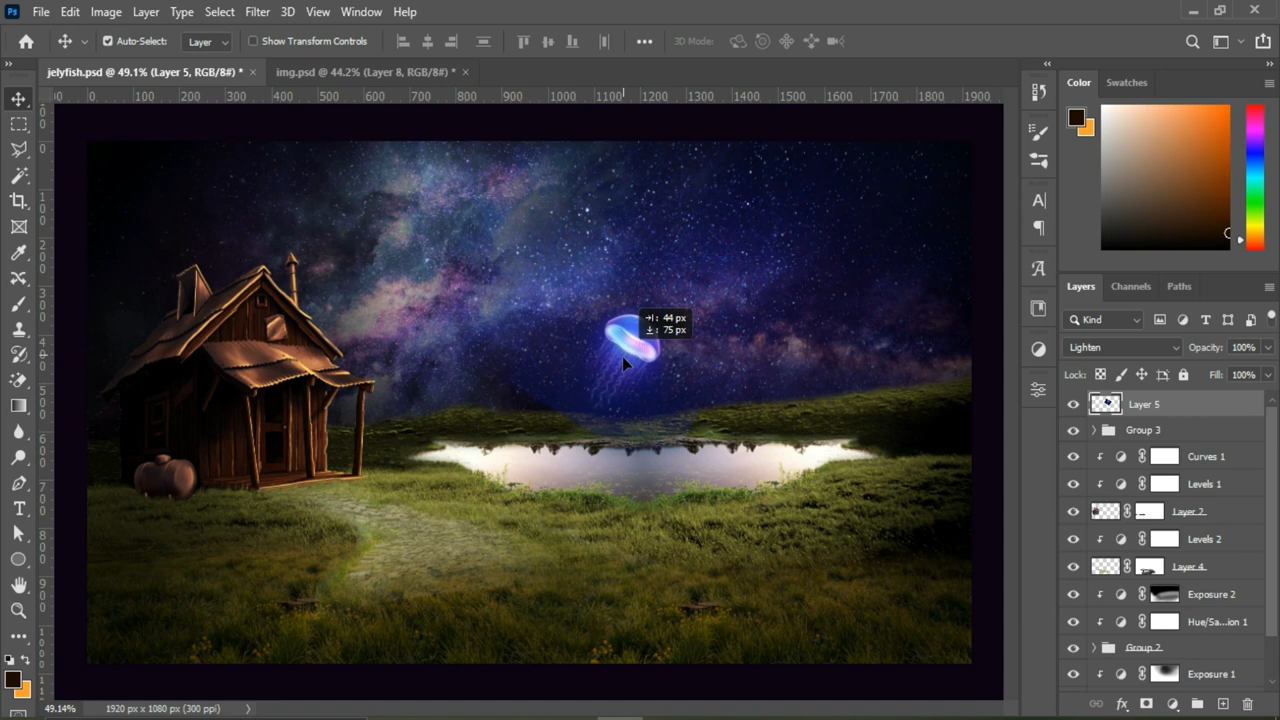 Ps File Edit Image Layer Type Select Filter 3D View Window Help
Auto-Select: Layer Show Transform Controls 3D Mode:
jelyfish.psd @ 49.1% (Layer 5, RGB/8#) * × img.psd @ 44.2% (Layer 8, RGB/8#) * ×
0 100 200 300 400 500 600 700 800 900 1000 1100 1200 1300 1400 1500 1600 1700 1800 1900
Color Swatches
Layers Channels Paths
Kind
Lighten Opacity: 100%
Lock: Fill: 100%
44 px
75 px
Layer 5
Group 3
Curves 1
Levels 1
Layer 2
Levels 2
Layer 4
Exposure 2
Hue/Sa...ion 1
Group 2
Exposure 1
49.14% 1920 px x 1080 px (300 ppi)